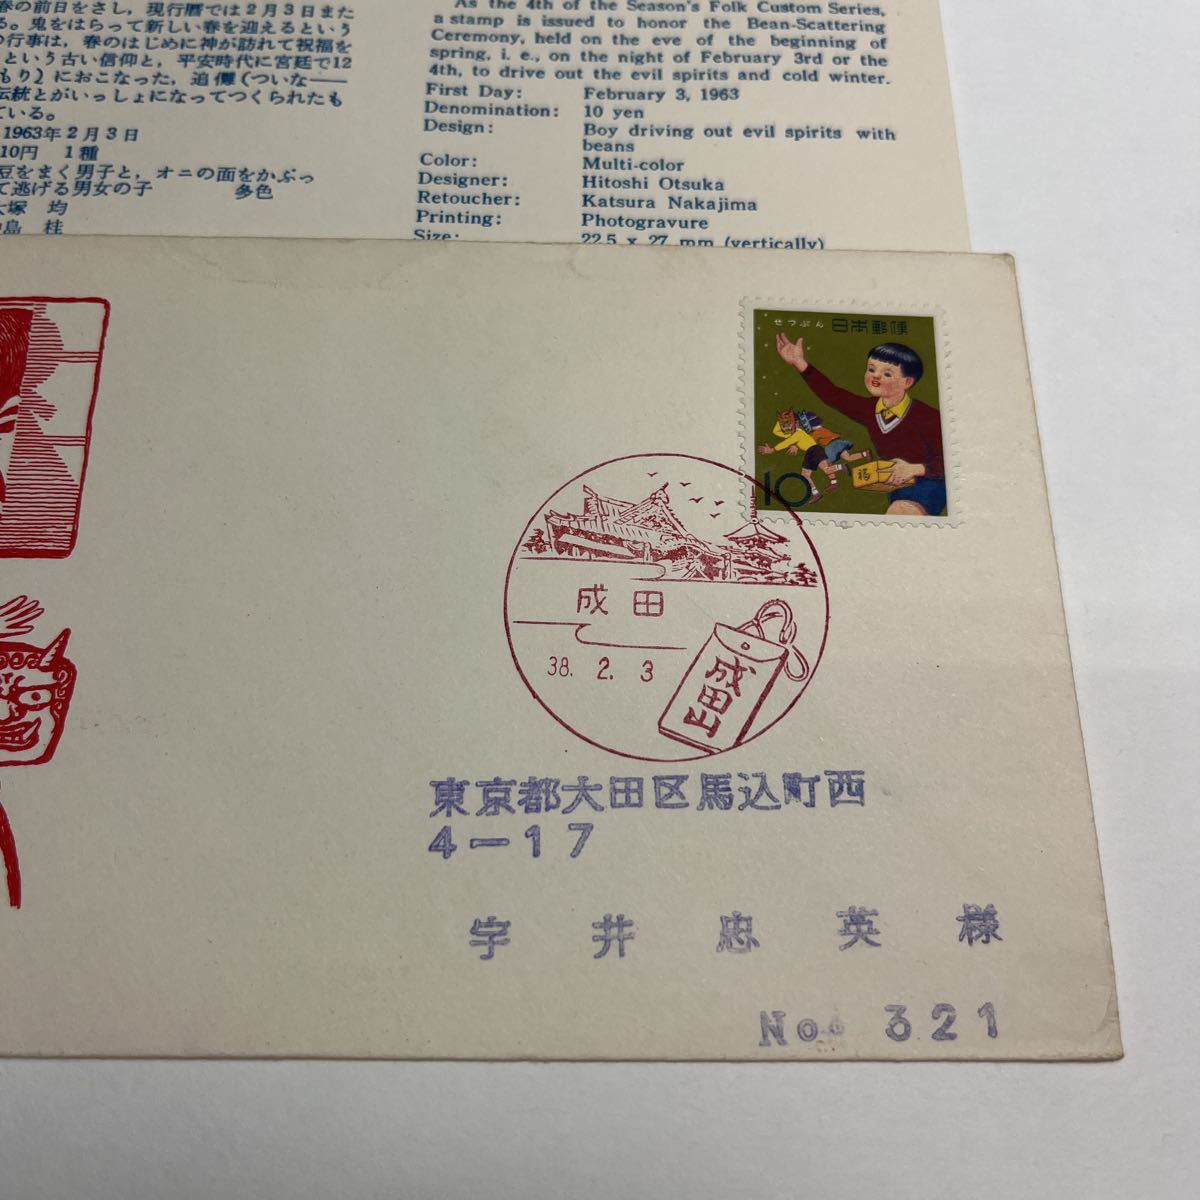 春の前日をさし，現行暦では2月3日また
る。鬼をはらって新しい春を迎えるという
の行事は，春のはじめに神が訪れて祝福を
という古い信仰と，平安時代に宮廷で12
もり）におこなった，追儺（ついな——
伝統とがいっしょになってつくられたも
ている。
1963年2月3日
10円　1種
豆をまく男子と，オニの面をかぶっ
て逃げる男女の子　多色
大塚　均
中島　桂
As the 4th of the Season's Folk Custom Series,
a stamp is issued to honor the Bean-Scattering
Ceremony, held on the eve of the beginning of
spring, i. e., on the night of February 3rd or the
4th, to drive out the evil spirits and cold winter.
First Day: February 3, 1963
Denomination: 10 yen
Design: Boy driving out evil spirits with
beans
Color: Multi-color
Designer: Hitoshi Otsuka
Retoucher: Katsura Nakajima
Printing: Photogravure
Size: 22.5 x 27 mm (vertically)
せつぶん 日本郵便
福
10
成田
38. 2. 3
成田山
東京都大田区馬込町西
4－17
宇井忠英様
No. 321